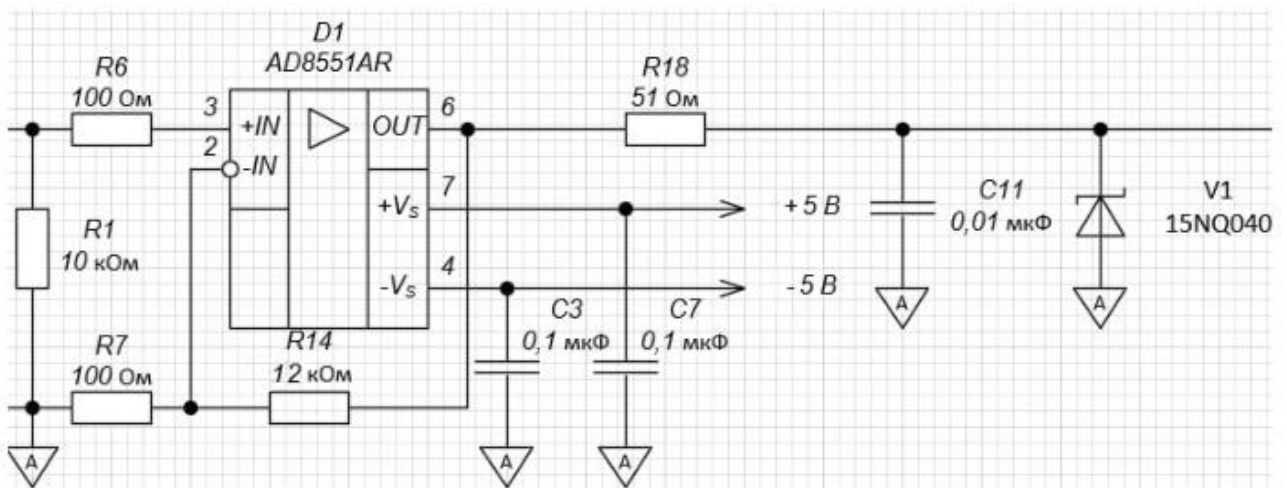 D1
AD8551AR
R6
100 Ом
3
+IN
2
-IN
OUT
6
R18
51 Ом
7
+VS
+ 5 В
4
-VS
- 5 В
R1
10 кОм
C11
0,01 мкФ
V1
15NQ040
A
A
R7
100 Ом
R14
12 кОм
C3
0,1 мкФ
C7
0,1 мкФ
A
A
A